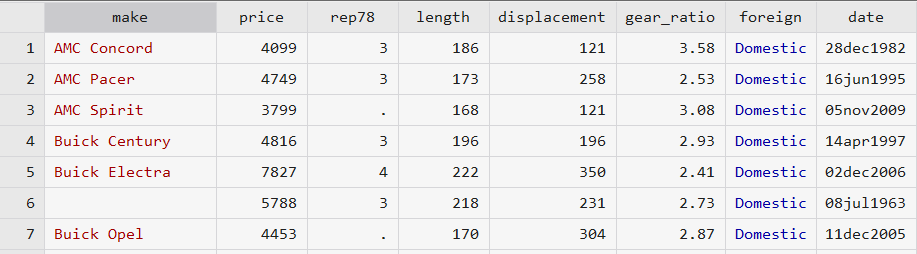 make price rep78 length displacement gear_ratio foreign date
1 AMC Concord 4099 3 186 121 3.58 Domestic 28dec1982
2 AMC Pacer 4749 3 173 258 2.53 Domestic 16jun1995
3 AMC Spirit 3799 . 168 121 3.08 Domestic 05nov2009
4 Buick Century 4816 3 196 196 2.93 Domestic 14apr1997
5 Buick Electra 7827 4 222 350 2.41 Domestic 02dec2006
6 5788 3 218 231 2.73 Domestic 08jul1963
7 Buick Opel 4453 . 170 304 2.87 Domestic 11dec2005